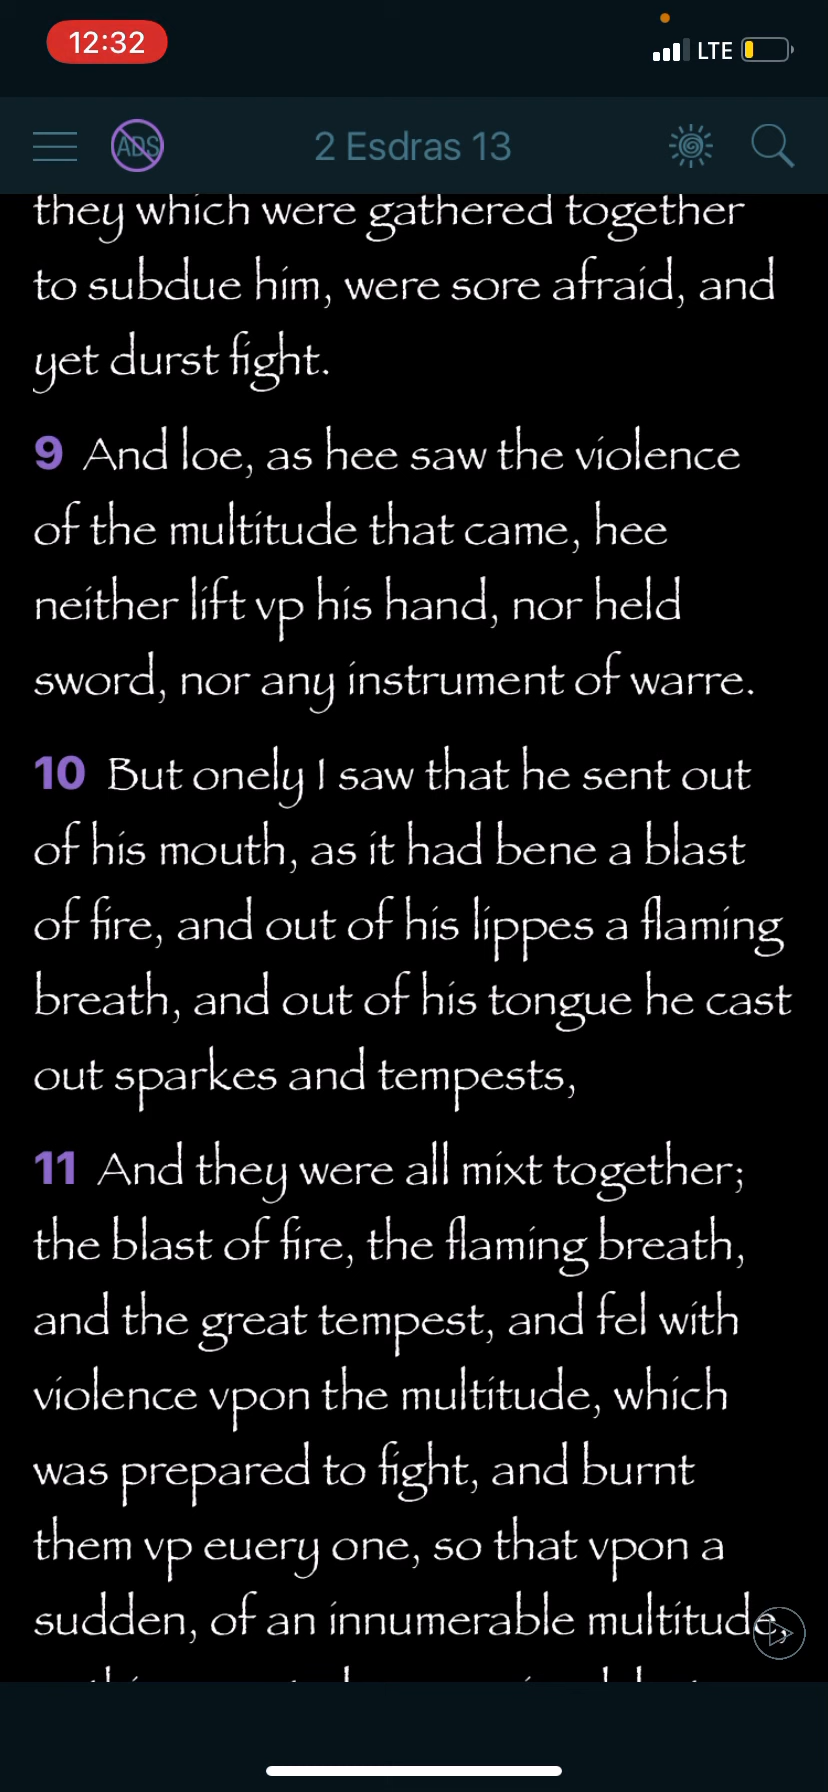 12:32
LTE
ADS
2 Esdras 13
they which were gathered together
to subdue him, were sore afraid, and
yet durst fight.
9 And loe, as hee saw the violence
of the multitude that came, hee
neither lift vp his hand, nor held
sword, nor any instrument of warre.
10 But onely I saw that he sent out
of his mouth, as it had bene a blast
of fire, and out of his lippes a flaming
breath, and out of his tongue he cast
out sparkes and tempests,
11 And they were all mixt together;
the blast of fire, the flaming breath,
and the great tempest, and fel with
violence vpon the multitude, which
was prepared to fight, and burnt
them vp euery one, so that vpon a
sudden, of an innumerable multitude,